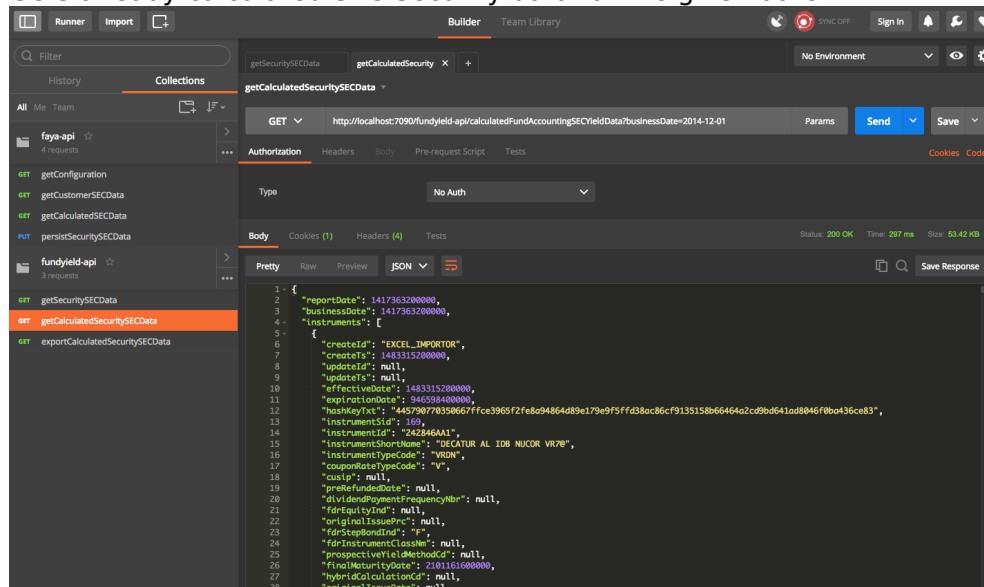 Runner Import Builder Team Library SYNC OFF Sign In
Filter
History Collections
All Me Team
faya-api
4 requests
GET getConfiguration
GET getCustomerSECData
GET getCalculatedSECData
PUT persistSecuritySECData
fundyield-api
3 requests
GET getSecuritySECData
GET getCalculatedSecuritySECData
GET exportCalculatedSecuritySECData
getSecuritySECData getCalculatedSecurity X + No Environment
getCalculatedSecuritySECData
GET http://localhost:7090/fundyield-api/calculatedFundAccountingSECYieldData?businessDate=2014-12-01 Params Send Save
Authorization Headers Body Pre-request Script Tests Cookies Code
Type No Auth
Body Cookies (1) Headers (4) Tests Status: 200 OK Time: 297 ms Size: 53.42 KB
Pretty Raw Preview JSON Save Response
1 {
2 "reportDate": 1417363200000,
3 "businessDate": 1417363200000,
4 "instruments": [
5 {
6 "createId": "EXCEL_IMPORTOR",
7 "createTs": 1483315200000,
8 "updateId": null,
9 "updateTs": null,
10 "effectiveDate": 1483315200000,
11 "expirationDate": 946598400000,
12 "hashKeyTxt": "445790770350667ffce3965f2fe8a94864d89e179e9f5ffd38ac86cf9135158b66464a2cd9bd641ad8046f0ba436ce83",
13 "instrumentSid": 169,
14 "instrumentId": "242846AA1",
15 "instrumentShortName": "DECATUR AL IDB NUCOR VR7@",
16 "instrumentTypeCode": "VRDN",
17 "couponRateTypeCode": "V",
18 "cusip": null,
19 "preRefundedDate": null,
20 "dividendPaymentFrequencyNbr": null,
21 "fdrEquityInd": null,
22 "originalIssuePrc": null,
23 "fdrStepBondInd": "F",
24 "fdrInstrumentClassNm": null,
25 "prospectiveYieldMethodCd": null,
26 "finalMaturityDate": 2101161600000,
27 "hybridCalculationCd": null,